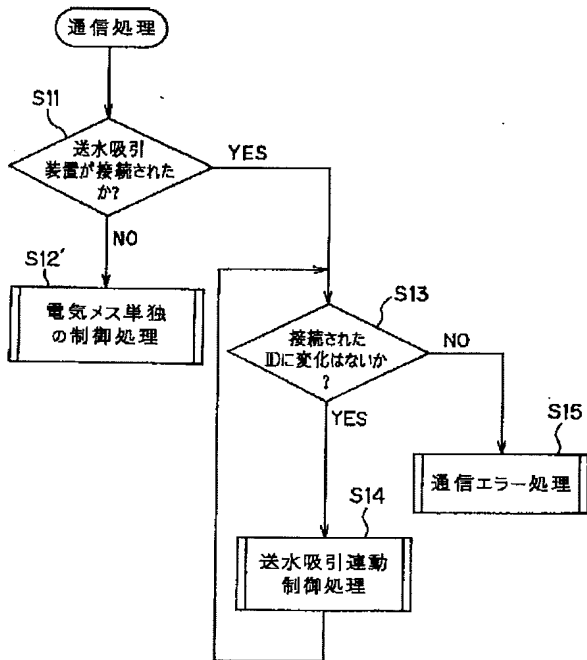 通信処理
S11
送水吸引
装置が接続された
か?
YES
NO
S12'
電気メス単独
の制御処理
S13
接続された
IDに変化はないか
?
NO
YES
S15
通信エラー処理
S14
送水吸引連動
制御処理